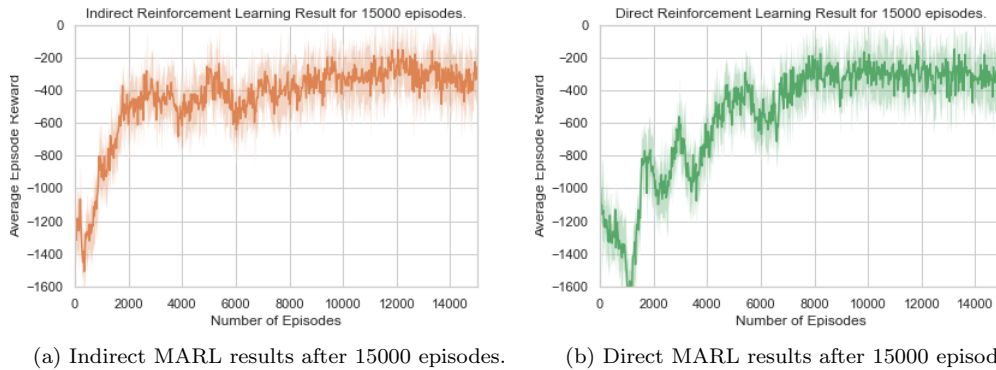 Indirect Reinforcement Learning Result for 15000 episodes.
0
−200
−400
−600
−800
−1000
−1200
−1400
−1600
Average Episode Reward
0 2000 4000 6000 8000 10000 12000 14000
Number of Episodes
(a) Indirect MARL results after 15000 episodes.
Direct Reinforcement Learning Result for 15000 episodes.
0
−200
−400
−600
−800
−1000
−1200
−1400
−1600
Average Episode Reward
0 2000 4000 6000 8000 10000 12000 14000
Number of Episodes
(b) Direct MARL results after 15000 episod